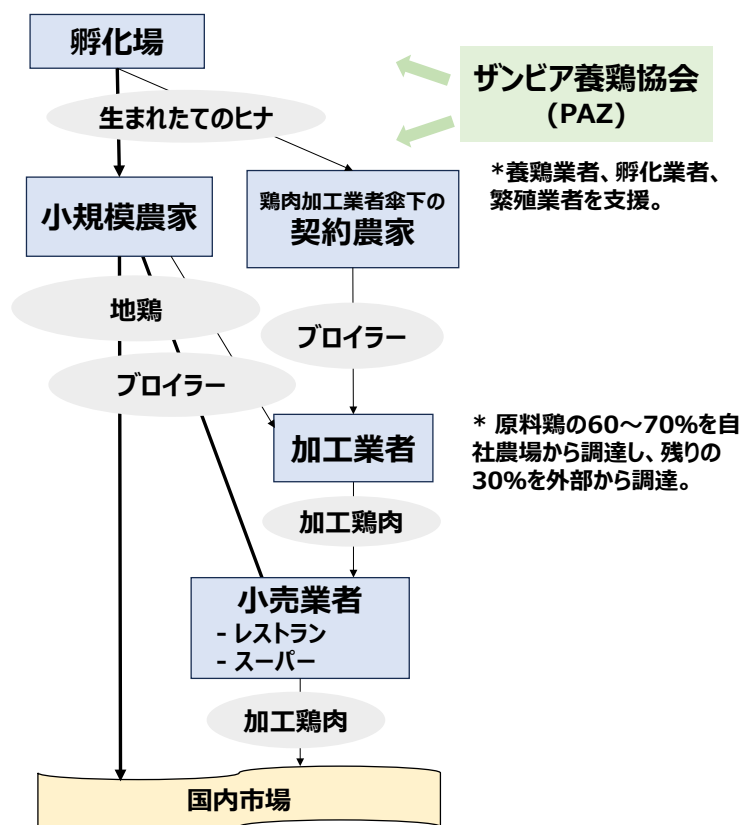 孵化場
ザンビア養鶏協会
(PAZ)
生まれたてのヒナ
*養鶏業者、孵化業者、
繁殖業者を支援。
小規模農家
鶏肉加工業者傘下の
契約農家
地鶏
ブロイラー
ブロイラー
加工業者
* 原料鶏の60～70%を自
社農場から調達し、残りの
30%を外部から調達。
加工鶏肉
小売業者
- レストラン
- スーパー
加工鶏肉
国内市場